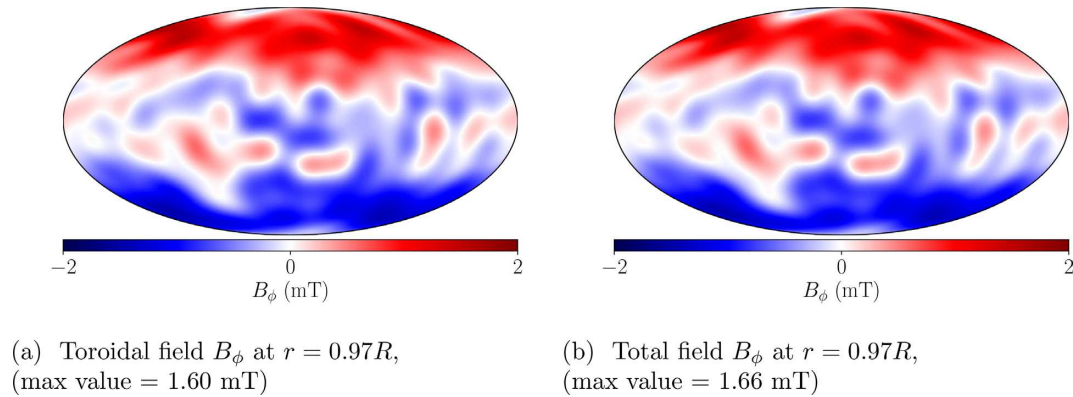 −2 0 2
B_ϕ (mT)
−2 0 2
B_ϕ (mT)
(a) Toroidal field B_ϕ at r = 0.97R,
(max value = 1.60 mT)
(b) Total field B_ϕ at r = 0.97R,
(max value = 1.66 mT)